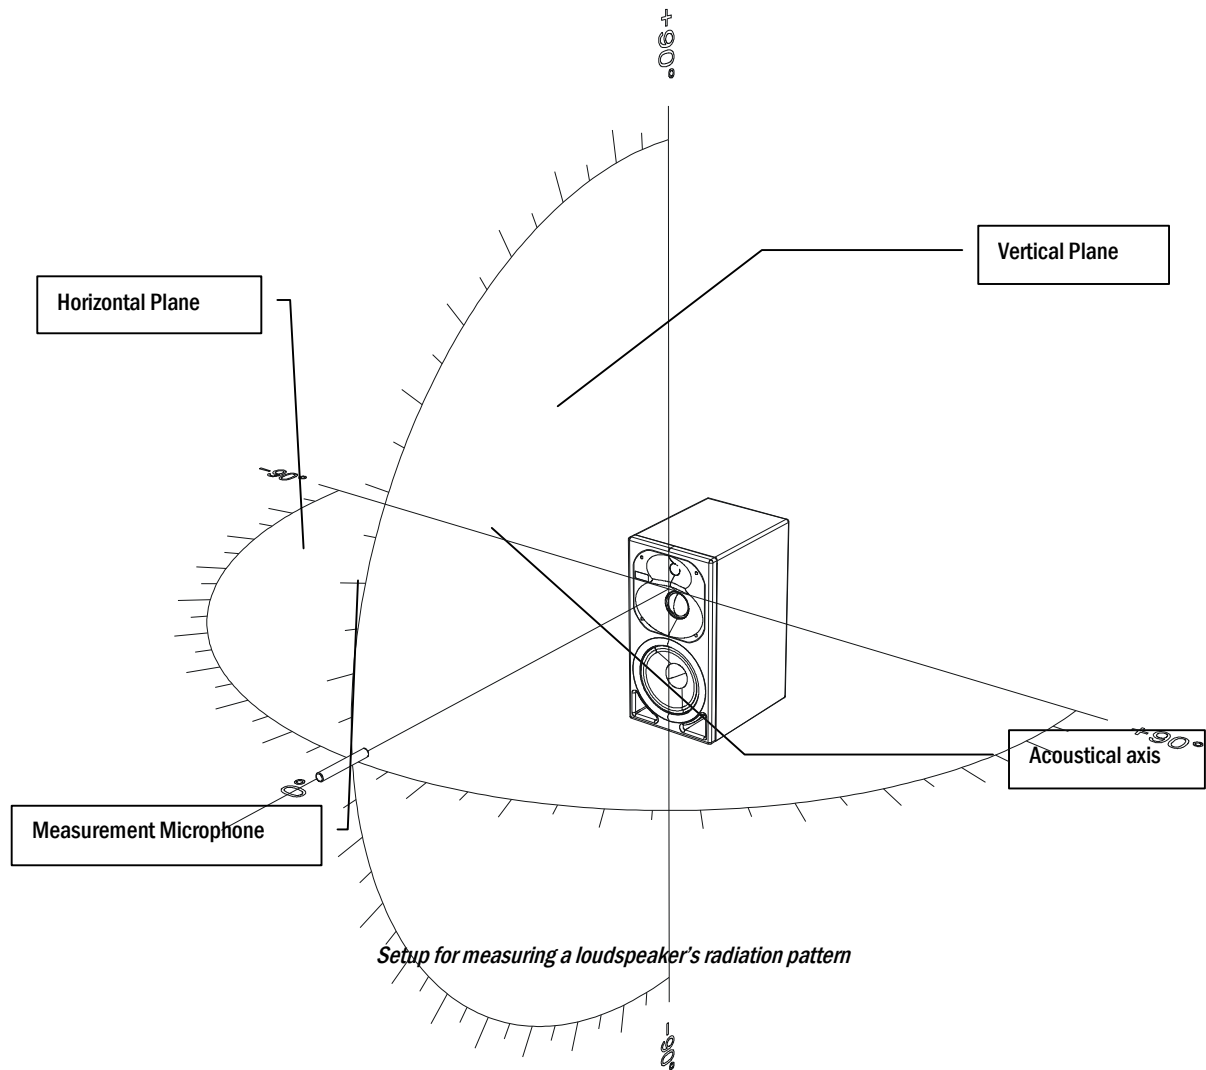 +90°
Vertical Plane
Horizontal Plane
-90°
+90°
Acoustical axis
0°
Measurement Microphone
Setup for measuring a loudspeaker's radiation pattern
-90°